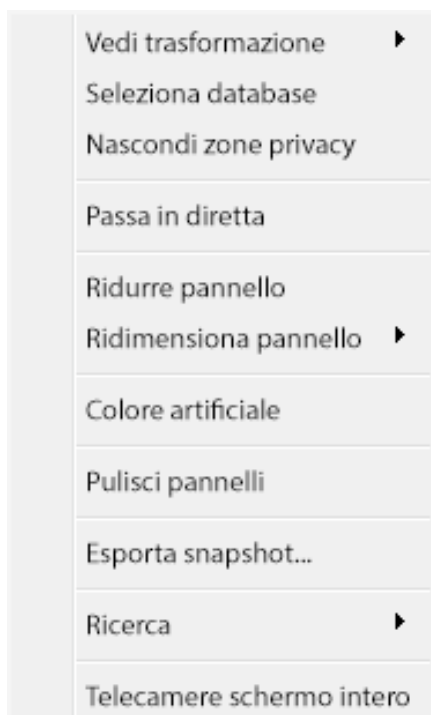 Vedi trasformazione
Seleziona database
Nascondi zone privacy
Passa in diretta
Ridurre pannello
Ridimensiona pannello
Colore artificiale
Pulisci pannelli
Esporta snapshot...
Ricerca
Telecamere schermo intero